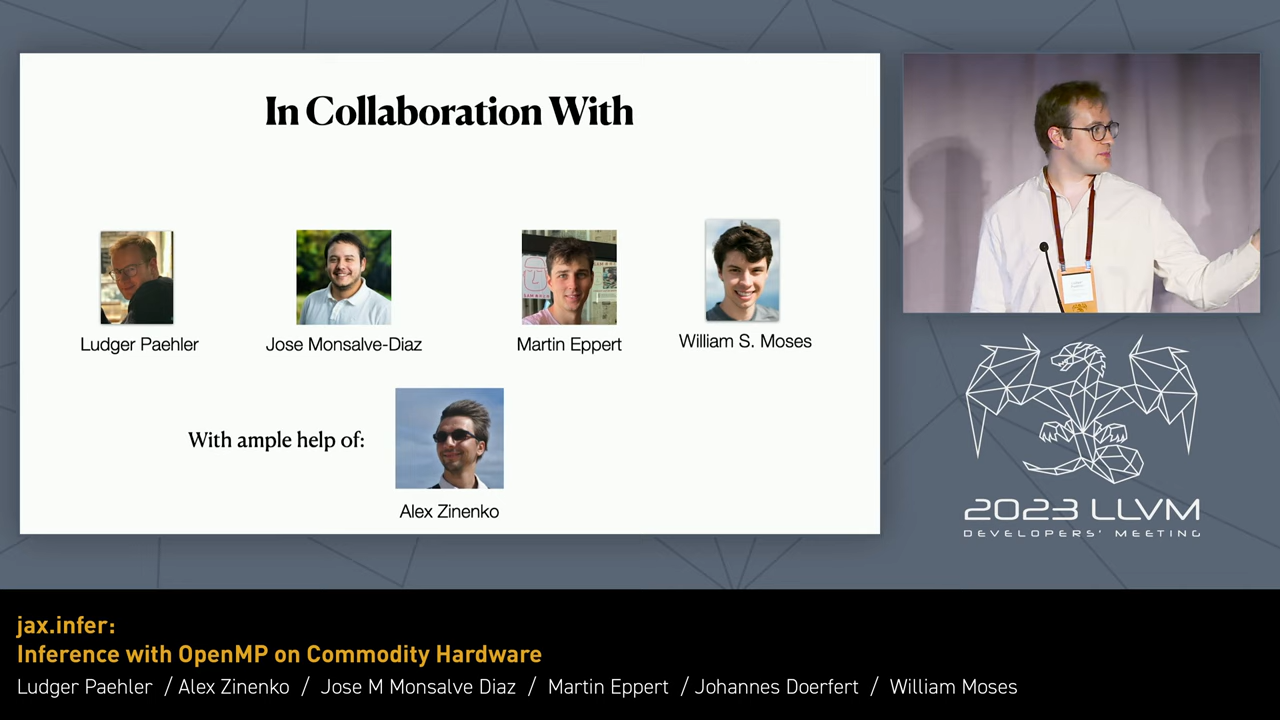 In Collaboration With
Ludger Paehler
Jose Monsalve-Diaz
Martin Eppert
William S. Moses
With ample help of:
Alex Zinenko
2023 LLVM
DEVELOPERS' MEETING
jax.infer:
Inference with OpenMP on Commodity Hardware
Ludger Paehler / Alex Zinenko / Jose M Monsalve Diaz / Martin Eppert / Johannes Doerfert / William Moses